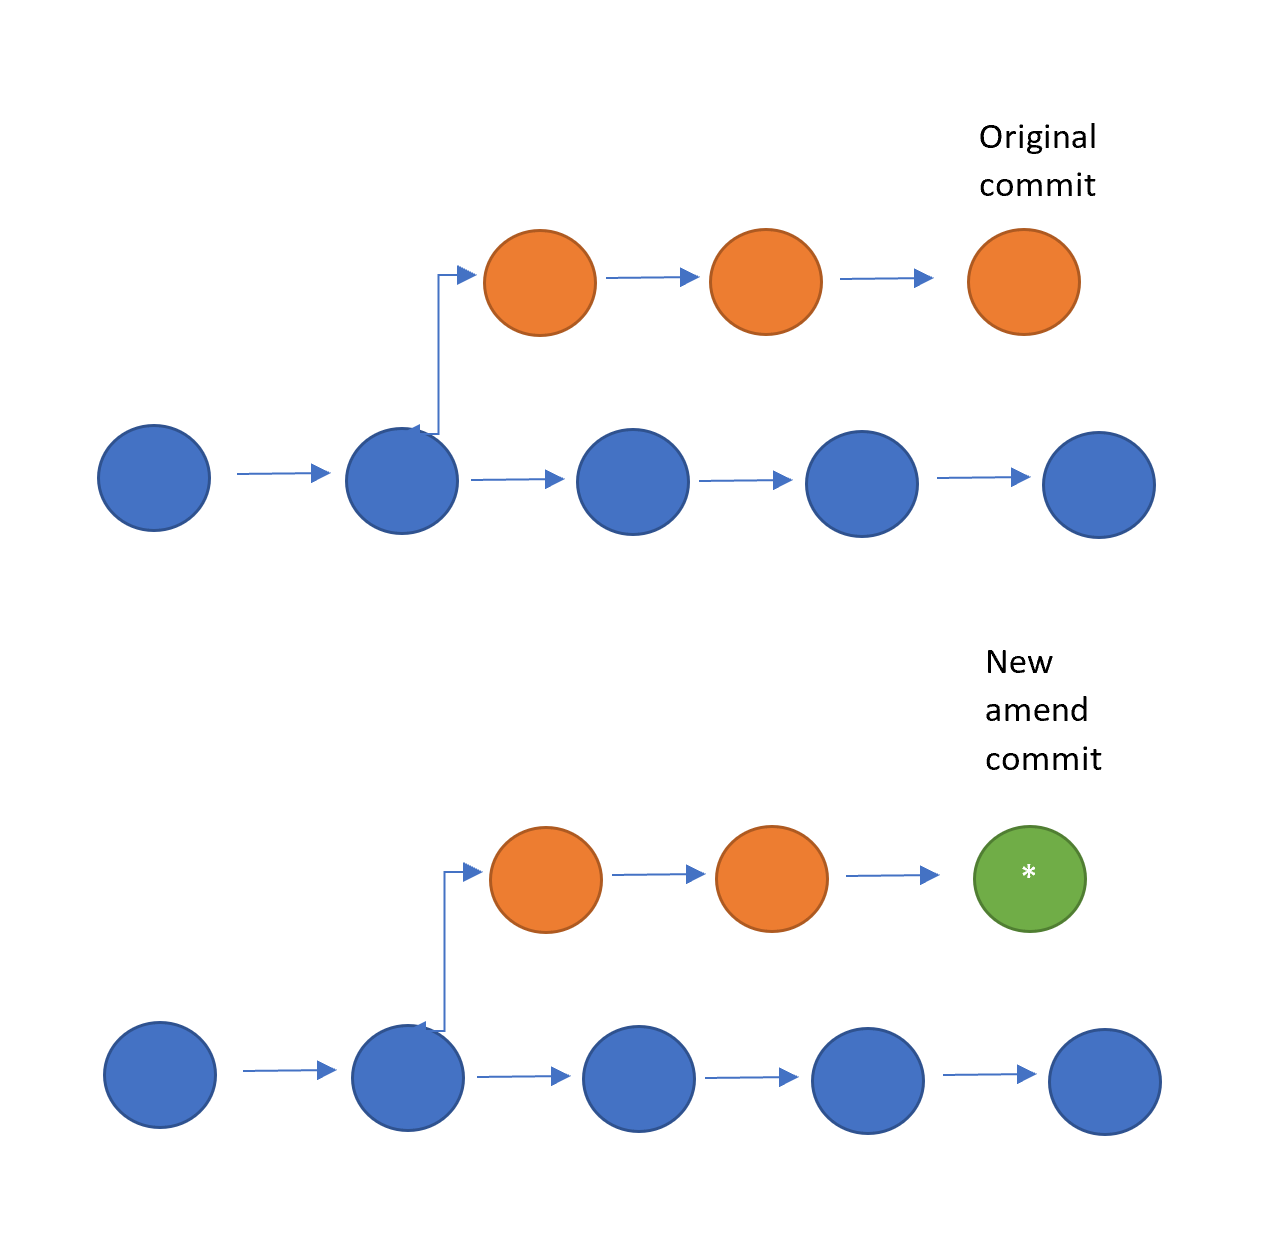 Original
commit
New
amend
commit
*